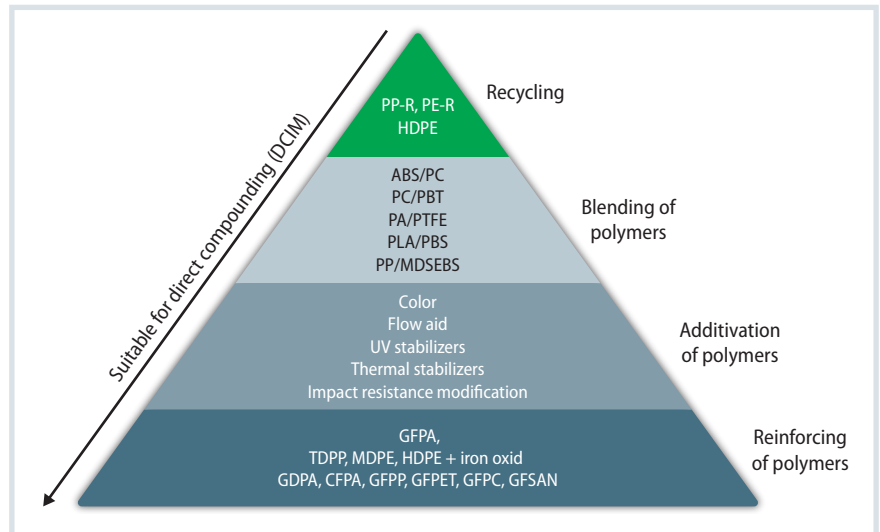 Suitable for direct compounding (DCIM)
PP-R, PE-R
HDPE
Recycling
ABS/PC
PC/PBT
PA/PTFE
PLA/PBS
PP/MDSEBS
Blending of
polymers
Color
Flow aid
UV stabilizers
Thermal stabilizers
Impact resistance modification
Additivation
of polymers
GFPA,
TDPP, MDPE, HDPE + iron oxid
GDPA, CFPA, GFPP, GFPET, GFPC, GFSAN
Reinforcing
of polymers